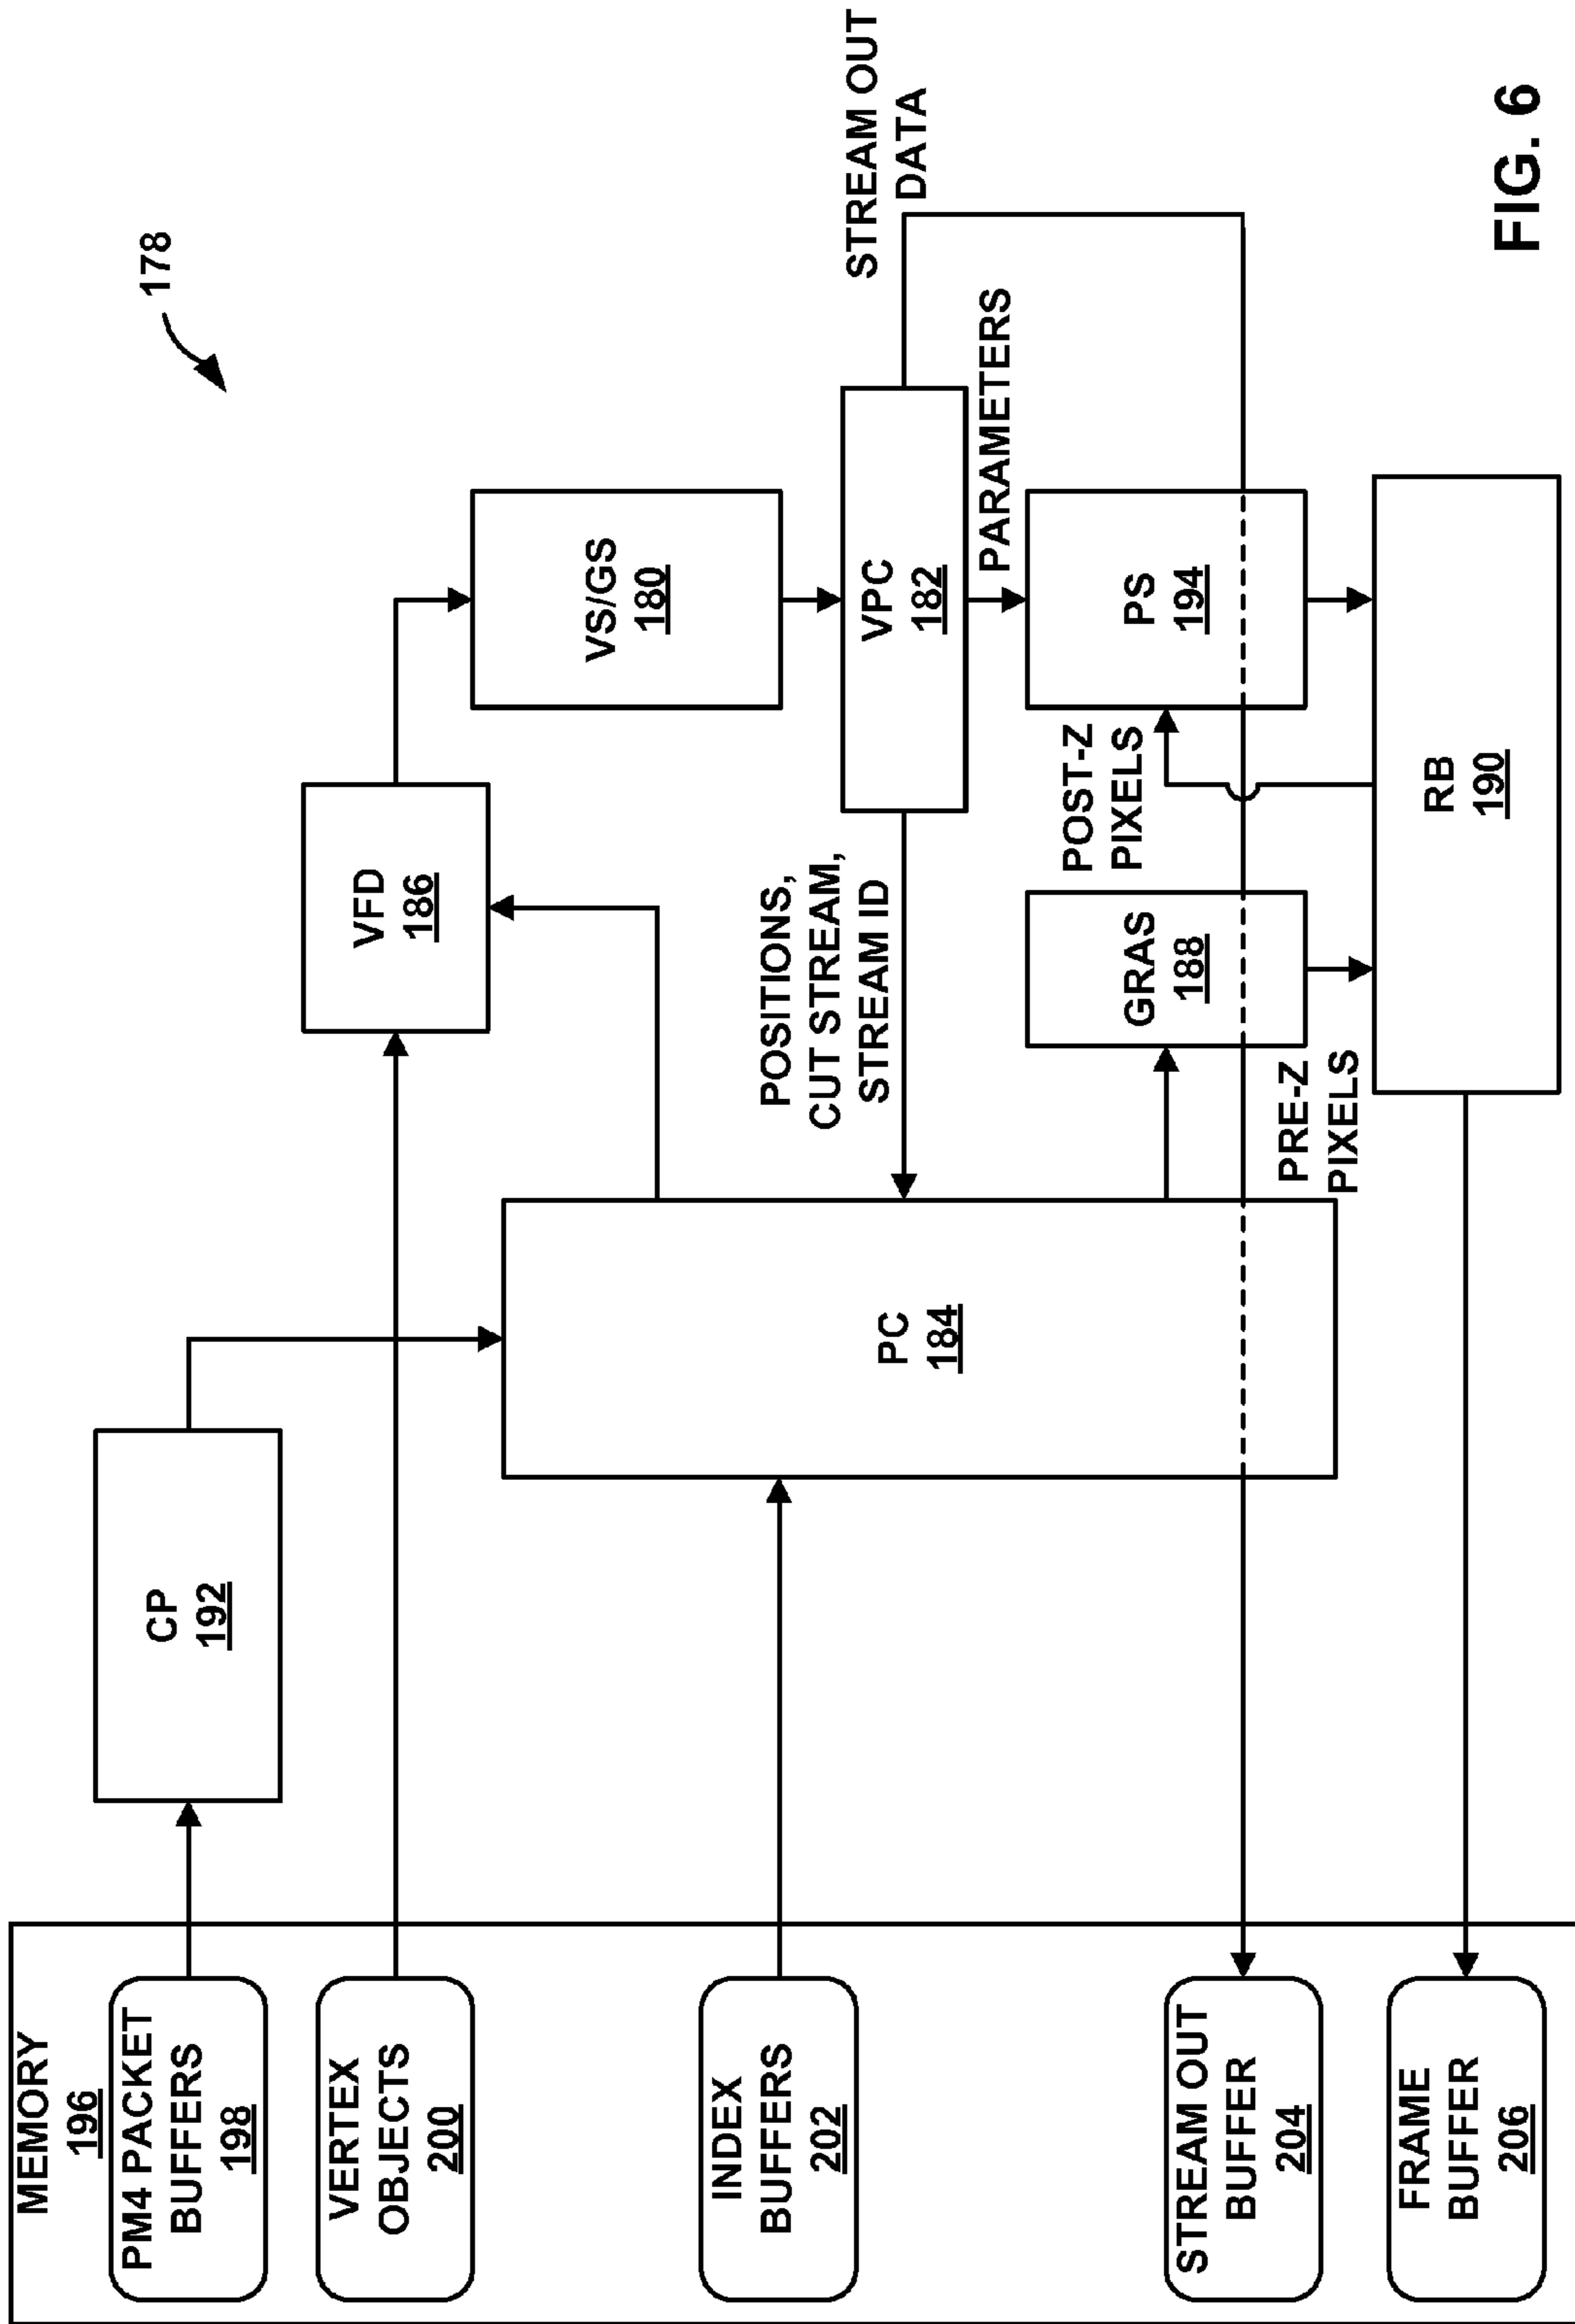 178
MEMORY
196
PM4 PACKET
BUFFERS
198
VERTEX
OBJECTS
200
INDEX
BUFFERS
202
STREAM OUT
BUFFER
204
FRAME
BUFFER
206
CP
192
VFD
186
VS/GS
180
PC
184
POSITIONS,
CUT STREAM,
STREAM ID
VPC
182
STREAM OUT
DATA
PARAMETERS
GRAS
188
POST-Z
PIXELS
PS
194
PRE-Z
PIXELS
RB
190
FIG. 6